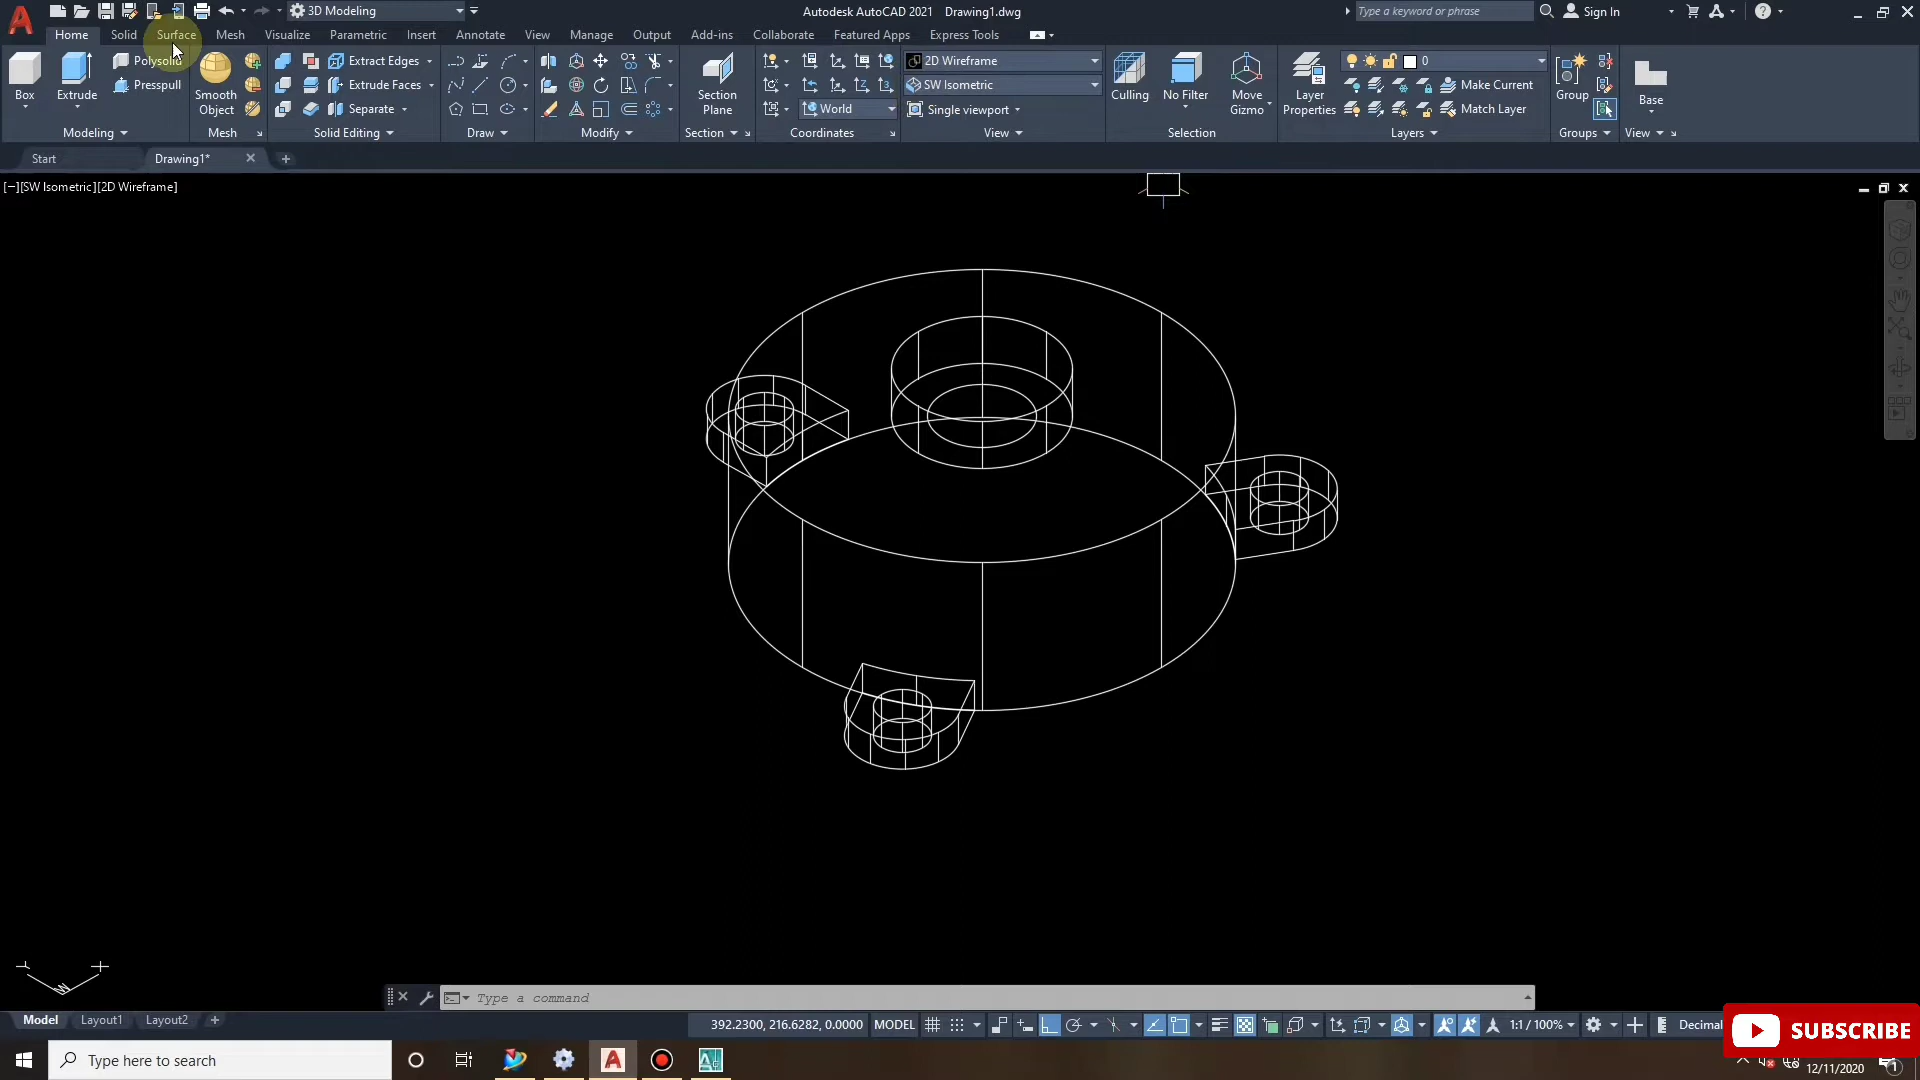 3D Modeling
Autodesk AutoCAD 2021 Drawing1.dwg
Type a keyword or phrase
Sign In
Home Solid Surface Mesh Visualize Parametric Insert Annotate View Manage Output Add-ins Collaborate Featured Apps Express Tools
Polysolid Extract Edges 2D Wireframe 0
Presspull Extrude Faces SW Isometric Make Current
Separate World Single viewport Match Layer
Box Extrude Smooth Object Section Plane Culling No Filter Move Gizmo Layer Properties Group Base
Modeling Mesh Solid Editing Draw Modify Section Coordinates View Selection Layers Groups View
Start Drawing1* +
[−][SW Isometric][2D Wireframe]
W
Type a command
Model Layout1 Layout2 +
392.2300, 216.6282, 0.0000 MODEL 1:1 / 100% Decimal
SUBSCRIBE
Type here to search
12/11/2020
1